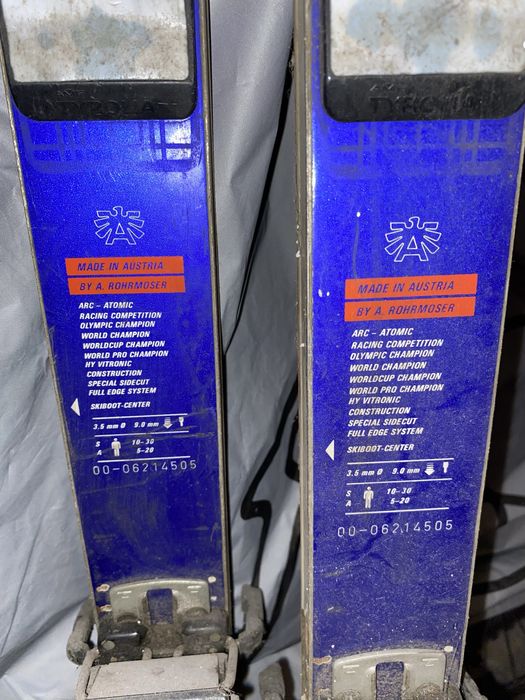 TYROLIA
A
MADE IN AUSTRIA
BY A. ROHRMOSER
ARC – ATOMIC
RACING COMPETITION
OLYMPIC CHAMPION
WORLD CHAMPION
WORLDCUP CHAMPION
WORLD PRO CHAMPION
HY VITRONIC
CONSTRUCTION
SPECIAL SIDECUT
FULL EDGE SYSTEM
SKIBOOT-CENTER
3.5 mm Ø 9.0 mm
S 10-30
A 5-20
00-06214505
TYROLIA
A
MADE IN AUSTRIA
BY A. ROHRMOSER
ARC – ATOMIC
RACING COMPETITION
OLYMPIC CHAMPION
WORLD CHAMPION
WORLDCUP CHAMPION
WORLD PRO CHAMPION
HY VITRONIC
CONSTRUCTION
SPECIAL SIDECUT
FULL EDGE SYSTEM
SKIBOOT-CENTER
3.5 mm Ø 9.0 mm
S 10-30
A 5-20
00-06214505